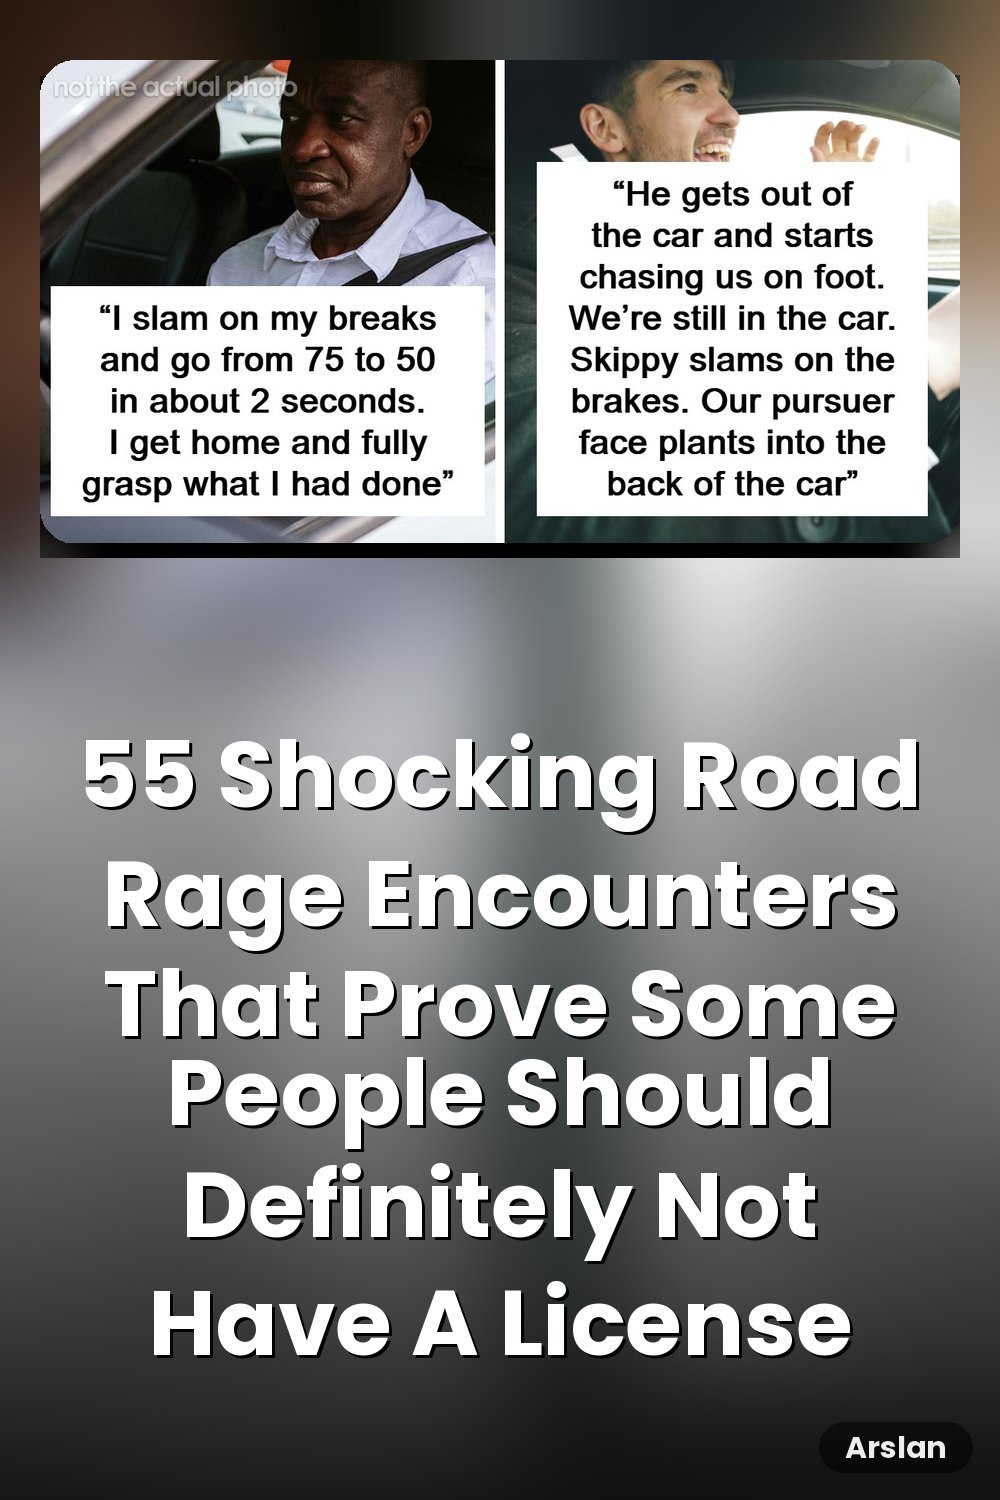 not the actual photo
“I slam on my breaks
and go from 75 to 50
in about 2 seconds.
I get home and fully
grasp what I had done”
“He gets out of
the car and starts
chasing us on foot.
We’re still in the car.
Skippy slams on the
brakes. Our pursuer
face plants into the
back of the car”
55 Shocking Road
Rage Encounters
That Prove Some
People Should
Definitely Not
Have A License
Arslan